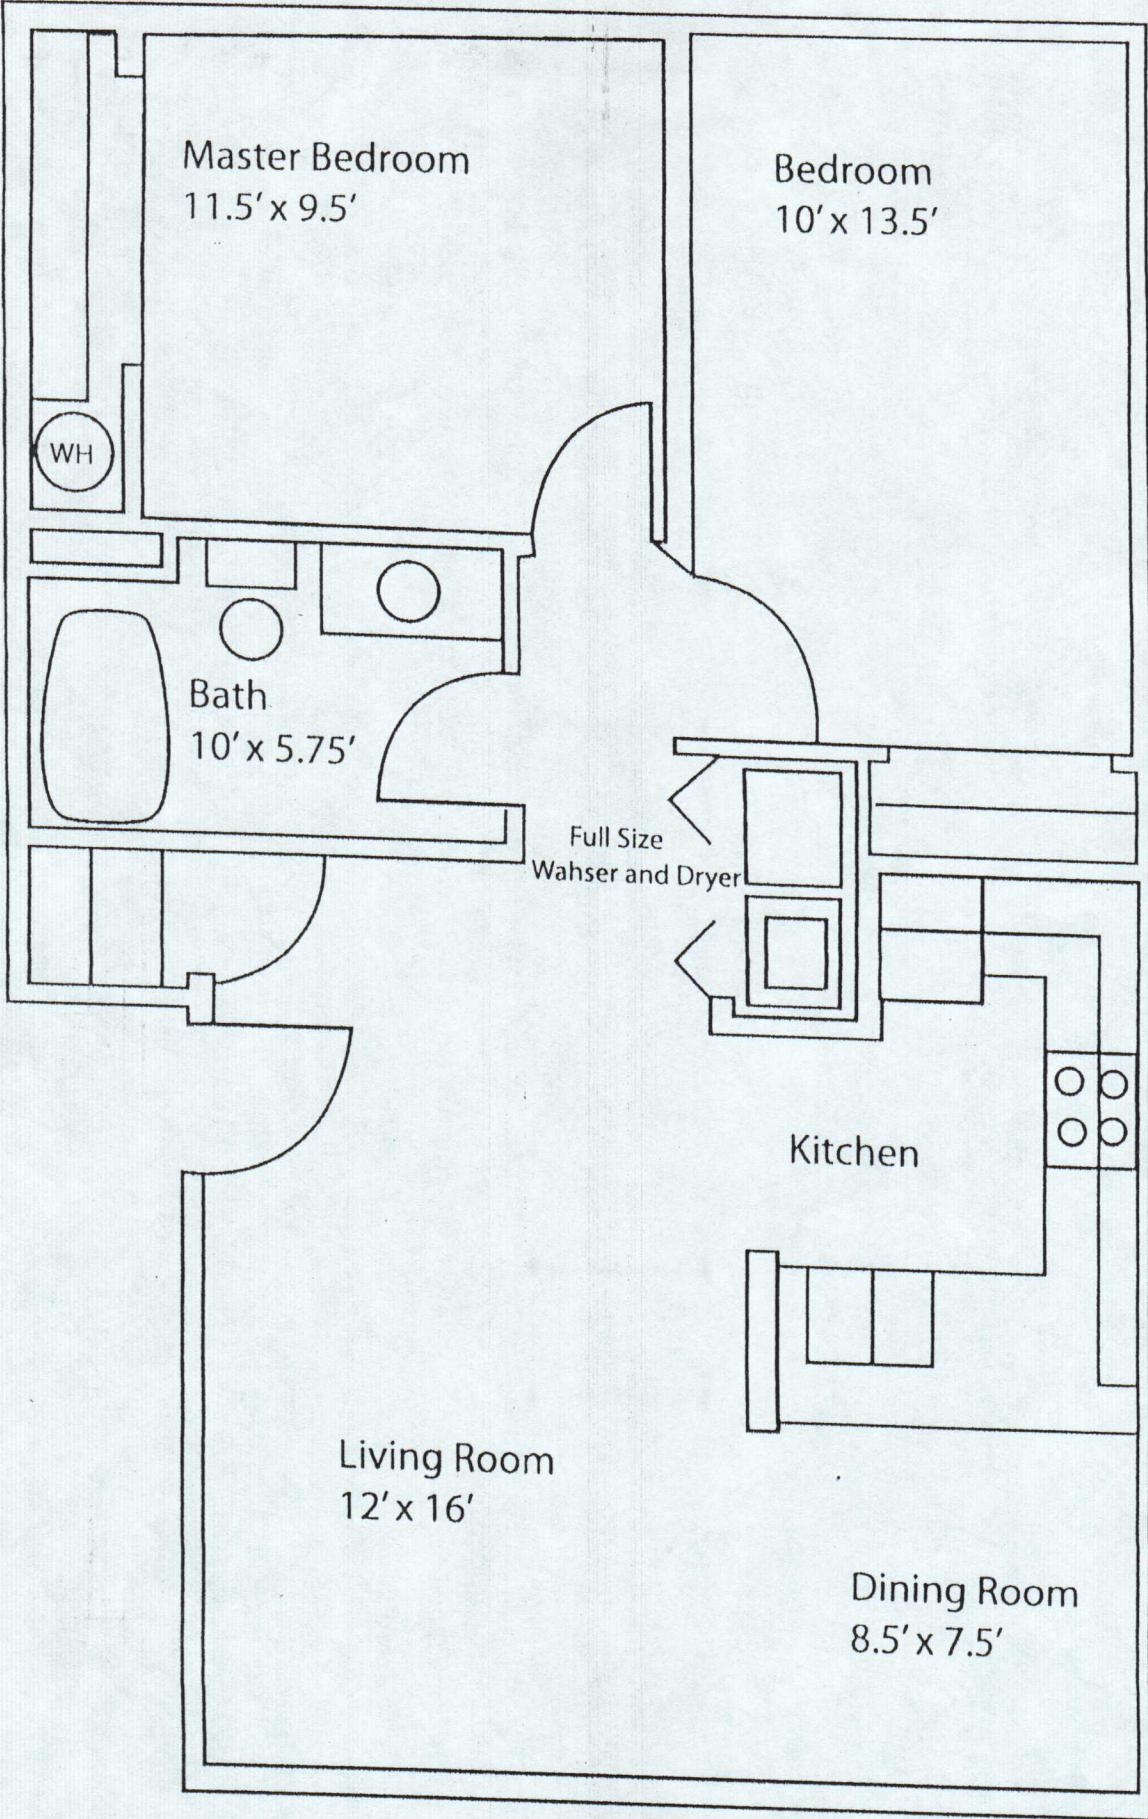 Master Bedroom
11.5' x 9.5'
Bedroom
10' x 13.5'
WH
Bath
10' x 5.75'
Full Size
Wahser and Dryer
Kitchen
Living Room
12' x 16'
Dining Room
8.5' x 7.5'